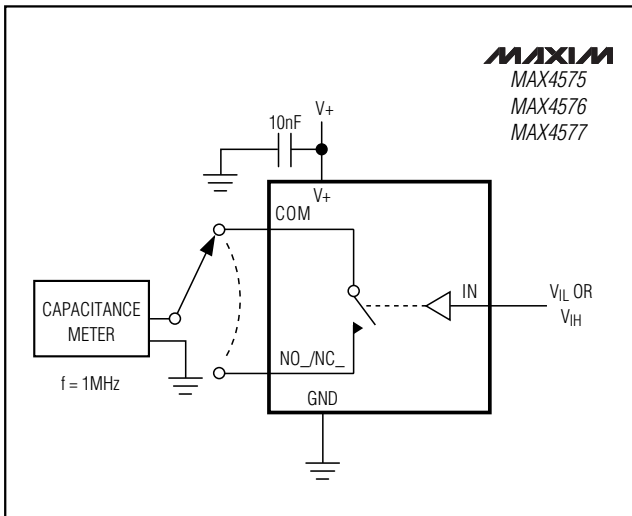 MAXIM
MAX4575
MAX4576
MAX4577
V+
10nF
V+
COM
IN
VIL OR
VIH
CAPACITANCE
METER
NO_/NC_
f = 1MHz
GND